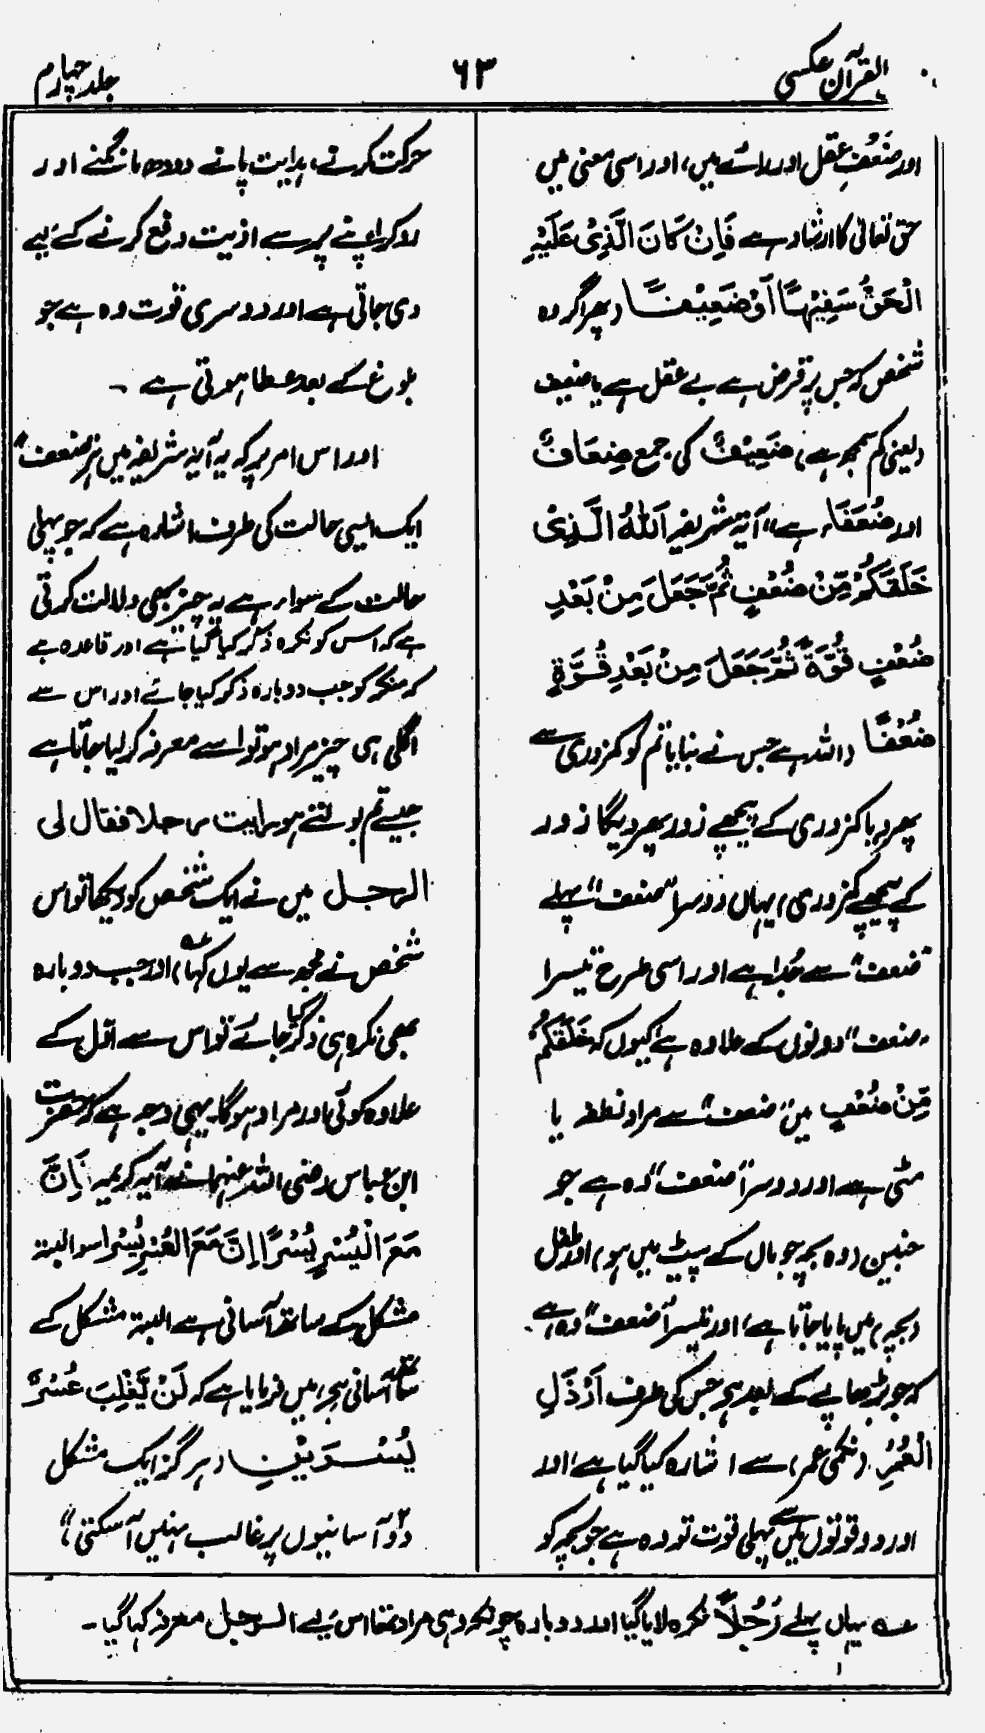 القرآن عکسی
۶۳
جلد چہارم
اور ضَعُفِ عقل اور رائے میں، اور اسی معنی میں
حق تعالیٰ کا ارشاد ہے فَاِنْ كَانَ الَّذِیْ عَلَیْہِ
الْحَقُّ سَفِیْہًا اَوْ ضَعِیْفًا (پھر اگر وہ
شخص کہ جس پر قرض ہے بے عقل ہے یا ضعیف
(یعنی کم سمجھ ہے) ضَعِیْفٌ کی جمع ضِعَافٌ
اور ضُعَفَاء ہے" آیۃ شریفہ اَللّٰہُ الَّذِیْ
خَلَقَكُمْ مِّنْ ضُعْفٍ ثُمَّ جَعَلَ مِنْ بَعْدِ
ضُعْفٍ قُوَّةً ثُمَّ جَعَلَ مِنْ بَعْدِ قُوَّةٍ
ضُعْفًا (اللہ ہے جس نے بنایا تم کو کمزوری سے
پھر دیا کمزوری کے پیچھے زور پھر دیگا زور
کے پیچھے کمزوری) یہاں دوسرا "ضعف" پہلے
"ضعف" سے جُدا ہے اور اسی طرح تیسرا
"ضعف" دونوں کے علاوہ ہے کیوں کہ خَلَقَكُمْ
مِّنْ ضُعْفٍ میں "ضعف" سے مراد نطفہ یا
مٹی ہے اور دوسرا "ضعف" وہ ہے جو
جنین (وہ بچہ جو ماں کے پیٹ میں ہو) اور طفل
(بچہ) میں پایا جاتا ہے، اور تیسرا "ضعف" وہ ہے
کہ جو بڑھاپے کے بعد ہو جس کی طرف اَرْذَلِ
الْعُمُرِ (نکمی عمر) سے اشارہ کیا گیا ہے، اور
اور دو قوتوں میں سے پہلی قوت تو وہ ہے جو بچہ کو
حرکت کرنے، ہدایت پانے دودھ مانگنے اور
رو کر اپنے پر سے اذیت دفع کرنے کے لیے
دی جاتی ہے اور دوسری قوت وہ ہے جو
بلوغ کے بعد عطا ہوتی ہے ۔
اور اس امر پر کہ یہ آیۃ شریفہ میں ہر "ضعف"
ایک ایسی حالت کی طرف اشارہ ہے کہ جو پہلی
حالت کے سوا ہے یہ چیز بھی دلالت کرتی
ہے کہ اس کو نکرہ ذکر کیا گیا ہے اور قاعدہ ہے
کہ منکر کو جب دوبارہ ذکر کیا جائے اور اس سے
اگلی ہی چیز مراد ہو تو اسے معرفہ کر لیا جاتا ہے
جیسے تم بولتے ہو رایت رجلا فقال لی
الرجل میں نے ایک شخص کو دیکھا تو اس
شخص نے مجھ سے یوں کہا عہ) اور جب دوبارہ
بھی نکرہ ہی ذکر کیا جائے تو اس سے اوّل کے
علاوہ کوئی اور مراد ہوگا۔ یہی وجہ ہے کہ حضرت
ابن عباس رضی اللہ عنہما نے آیہ کریمہ اِنَّ
مَعَ الْیُسْرِ یُسْرًا اِنَّ مَعَ الْعُسْرِ یُسْرًا سو البتہ
مشکل کے ساتھ آسانی ہے البتہ مشکل کے
ساتھ آسانی ہے) میں فرمایا ہے کہ لَنْ یَّغْلِبَ عُسْرٌ
یُسْرَیْنِ (ہرگز ایک مشکل
دو آسانیوں پر غالب نہیں آ سکتی)"
عہ یہاں پہلے رَجُلًا نکرہ لایا گیا اور دوبارہ چونکہ وہی مراد تھا اس لیے الرجل معرفہ کہا گیا۔